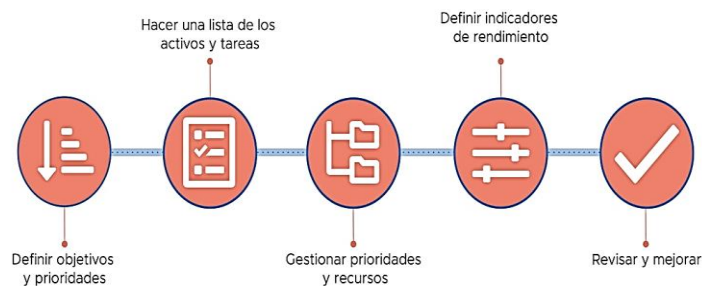 Definir objetivos
y prioridades
Hacer una lista de los
activos y tareas
Gestionar prioridades
y recursos
Definir indicadores
de rendimiento
Revisar y mejorar